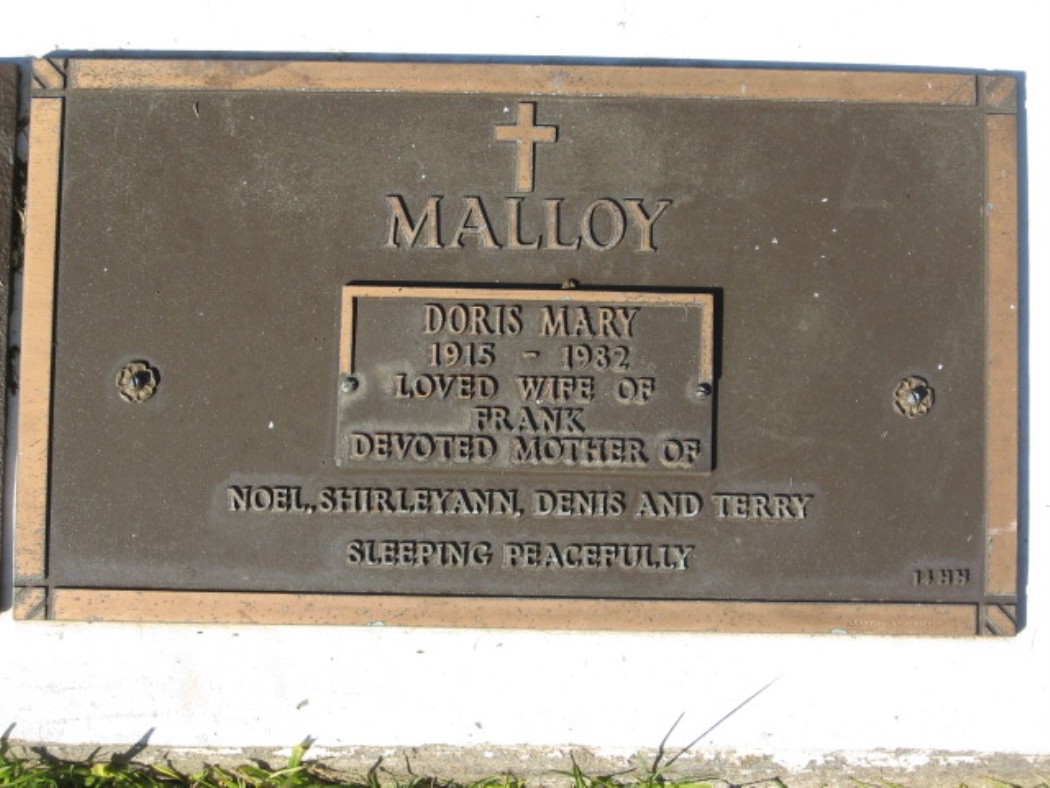 MALLOY
DORIS MARY
1915 - 1982
LOVED WIFE OF
FRANK
DEVOTED MOTHER OF
NOEL, SHIRLEYANN, DENIS AND TERRY
SLEEPING PEACEFULLY